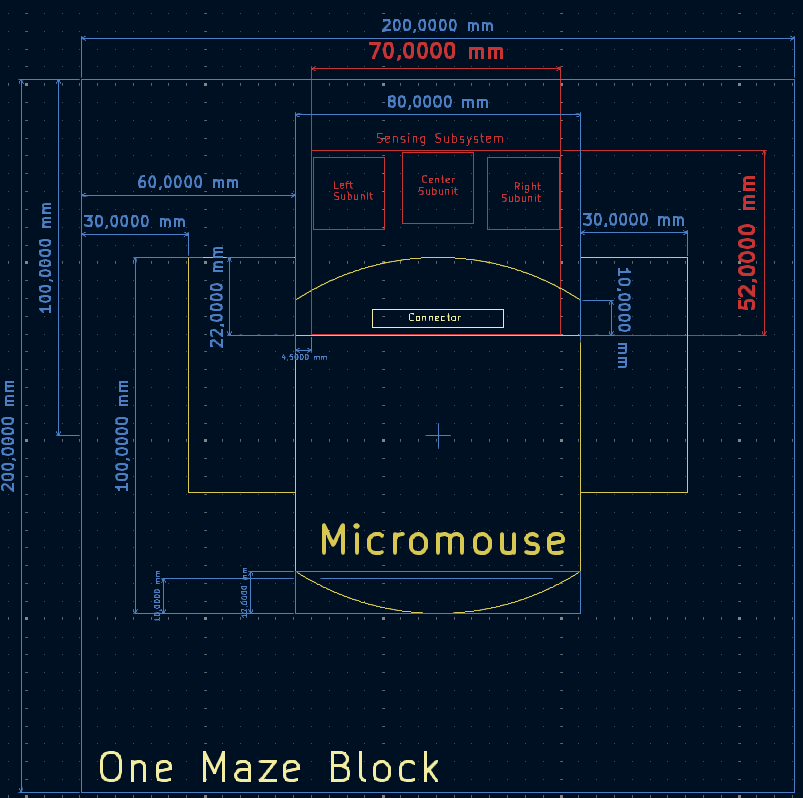 200,0000 mm
70,0000 mm
80,0000 mm
Sensing Subsystem
60,0000 mm
Left
Subunit
Center
Subunit
Right
Subunit
30,0000 mm
30,0000 mm
100,0000 mm
52,0000 mm
22,0000 mm
10,0000 mm
Connector
4,5000 mm
200,0000 mm
100,0000 mm
Micromouse
10,0000 mm
12,0000 mm
One Maze Block